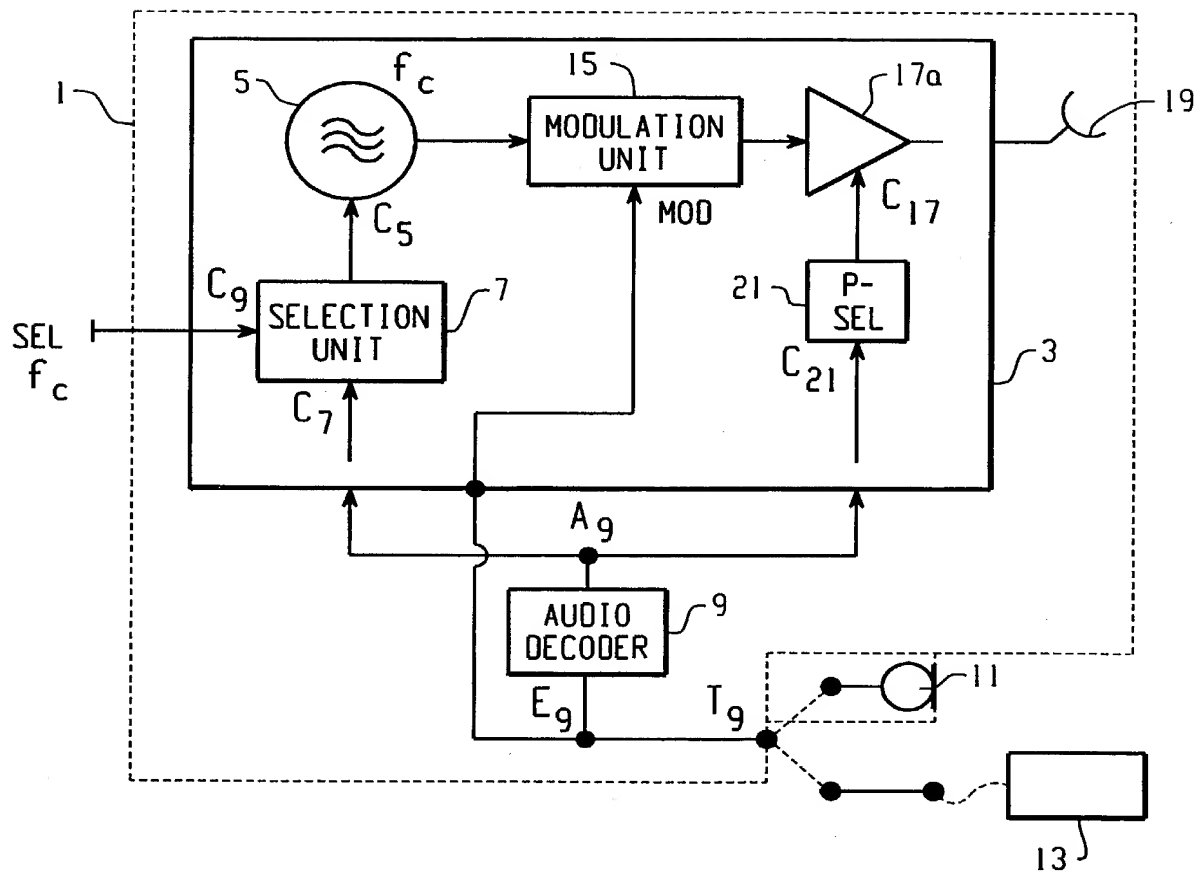 1
5
f c
15
17a
19
MODULATION
UNIT
C 5
MOD
C 17
C 9
SELECTION
UNIT
7
21
P-
SEL
SEL
f c
3
C 7
C 21
A 9
AUDIO
DECODER
9
E 9
T 9
11
13